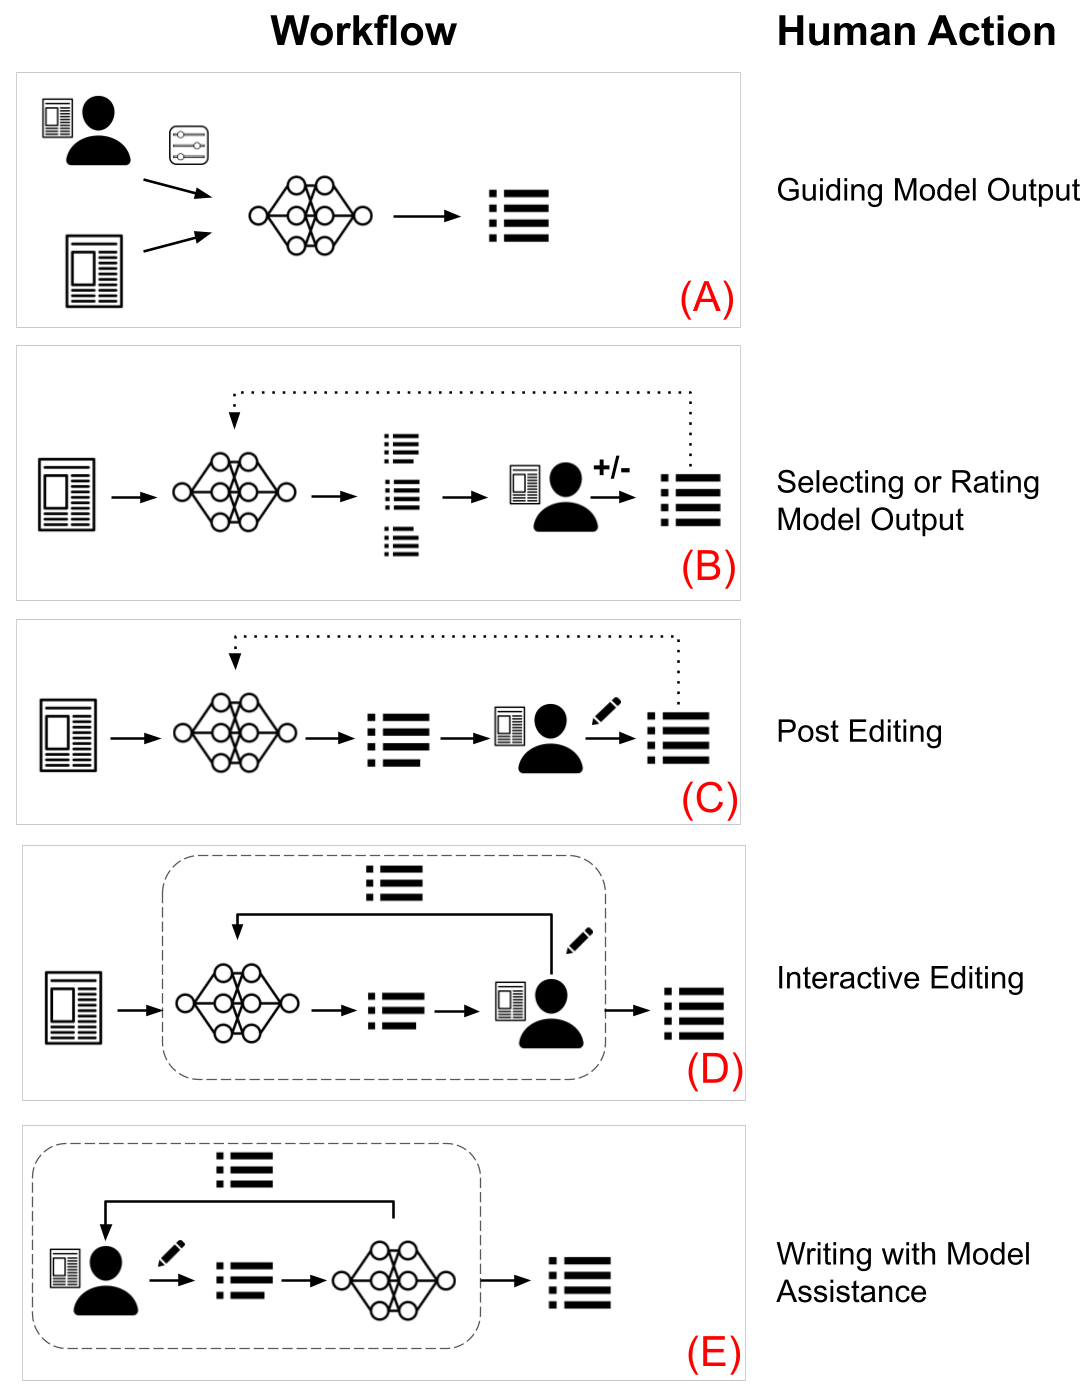 Workflow
Human Action
Guiding Model Output
(A)
+/-
Selecting or Rating
Model Output
(B)
Post Editing
(C)
Interactive Editing
(D)
Writing with Model
Assistance
(E)